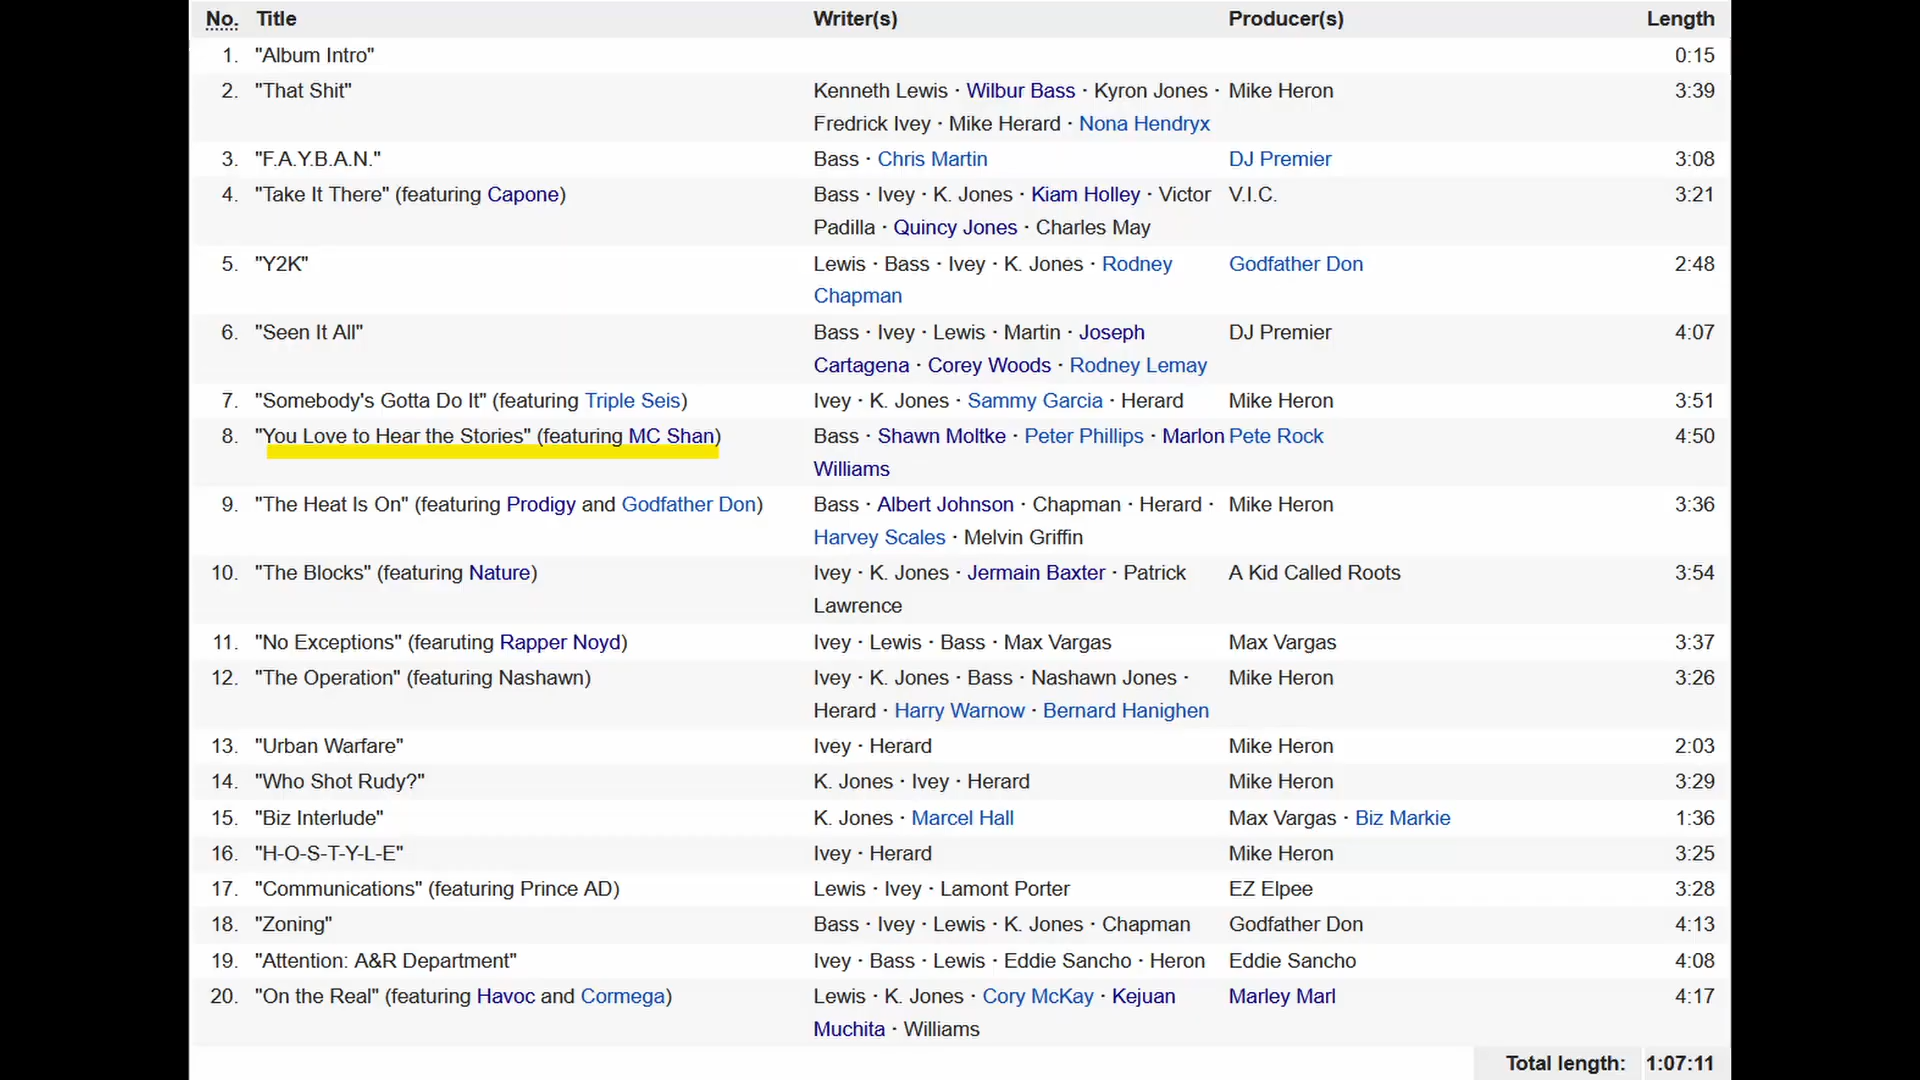 No. Title Writer(s) Producer(s) Length
1. "Album Intro" 0:15
2. "That Shit" Kenneth Lewis · Wilbur Bass · Kyron Jones · Mike Heron 3:39
Fredrick Ivey · Mike Herard · Nona Hendryx
3. "F.A.Y.B.A.N." Bass · Chris Martin DJ Premier 3:08
4. "Take It There" (featuring Capone) Bass · Ivey · K. Jones · Kiam Holley · Victor V.I.C. 3:21
Padilla · Quincy Jones · Charles May
5. "Y2K" Lewis · Bass · Ivey · K. Jones · Rodney Godfather Don 2:48
Chapman
6. "Seen It All" Bass · Ivey · Lewis · Martin · Joseph DJ Premier 4:07
Cartagena · Corey Woods · Rodney Lemay
7. "Somebody's Gotta Do It" (featuring Triple Seis) Ivey · K. Jones · Sammy Garcia · Herard Mike Heron 3:51
8. "You Love to Hear the Stories" (featuring MC Shan) Bass · Shawn Moltke · Peter Phillips · Marlon Pete Rock 4:50
Williams
9. "The Heat Is On" (featuring Prodigy and Godfather Don) Bass · Albert Johnson · Chapman · Herard · Mike Heron 3:36
Harvey Scales · Melvin Griffin
10. "The Blocks" (featuring Nature) Ivey · K. Jones · Jermain Baxter · Patrick A Kid Called Roots 3:54
Lawrence
11. "No Exceptions" (fearuting Rapper Noyd) Ivey · Lewis · Bass · Max Vargas Max Vargas 3:37
12. "The Operation" (featuring Nashawn) Ivey · K. Jones · Bass · Nashawn Jones · Mike Heron 3:26
Herard · Harry Warnow · Bernard Hanighen
13. "Urban Warfare" Ivey · Herard Mike Heron 2:03
14. "Who Shot Rudy?" K. Jones · Ivey · Herard Mike Heron 3:29
15. "Biz Interlude" K. Jones · Marcel Hall Max Vargas · Biz Markie 1:36
16. "H-O-S-T-Y-L-E" Ivey · Herard Mike Heron 3:25
17. "Communications" (featuring Prince AD) Lewis · Ivey · Lamont Porter EZ Elpee 3:28
18. "Zoning" Bass · Ivey · Lewis · K. Jones · Chapman Godfather Don 4:13
19. "Attention: A&R Department" Ivey · Bass · Lewis · Eddie Sancho · Heron Eddie Sancho 4:08
20. "On the Real" (featuring Havoc and Cormega) Lewis · K. Jones · Cory McKay · Kejuan Marley Marl 4:17
Muchita · Williams
Total length: 1:07:11